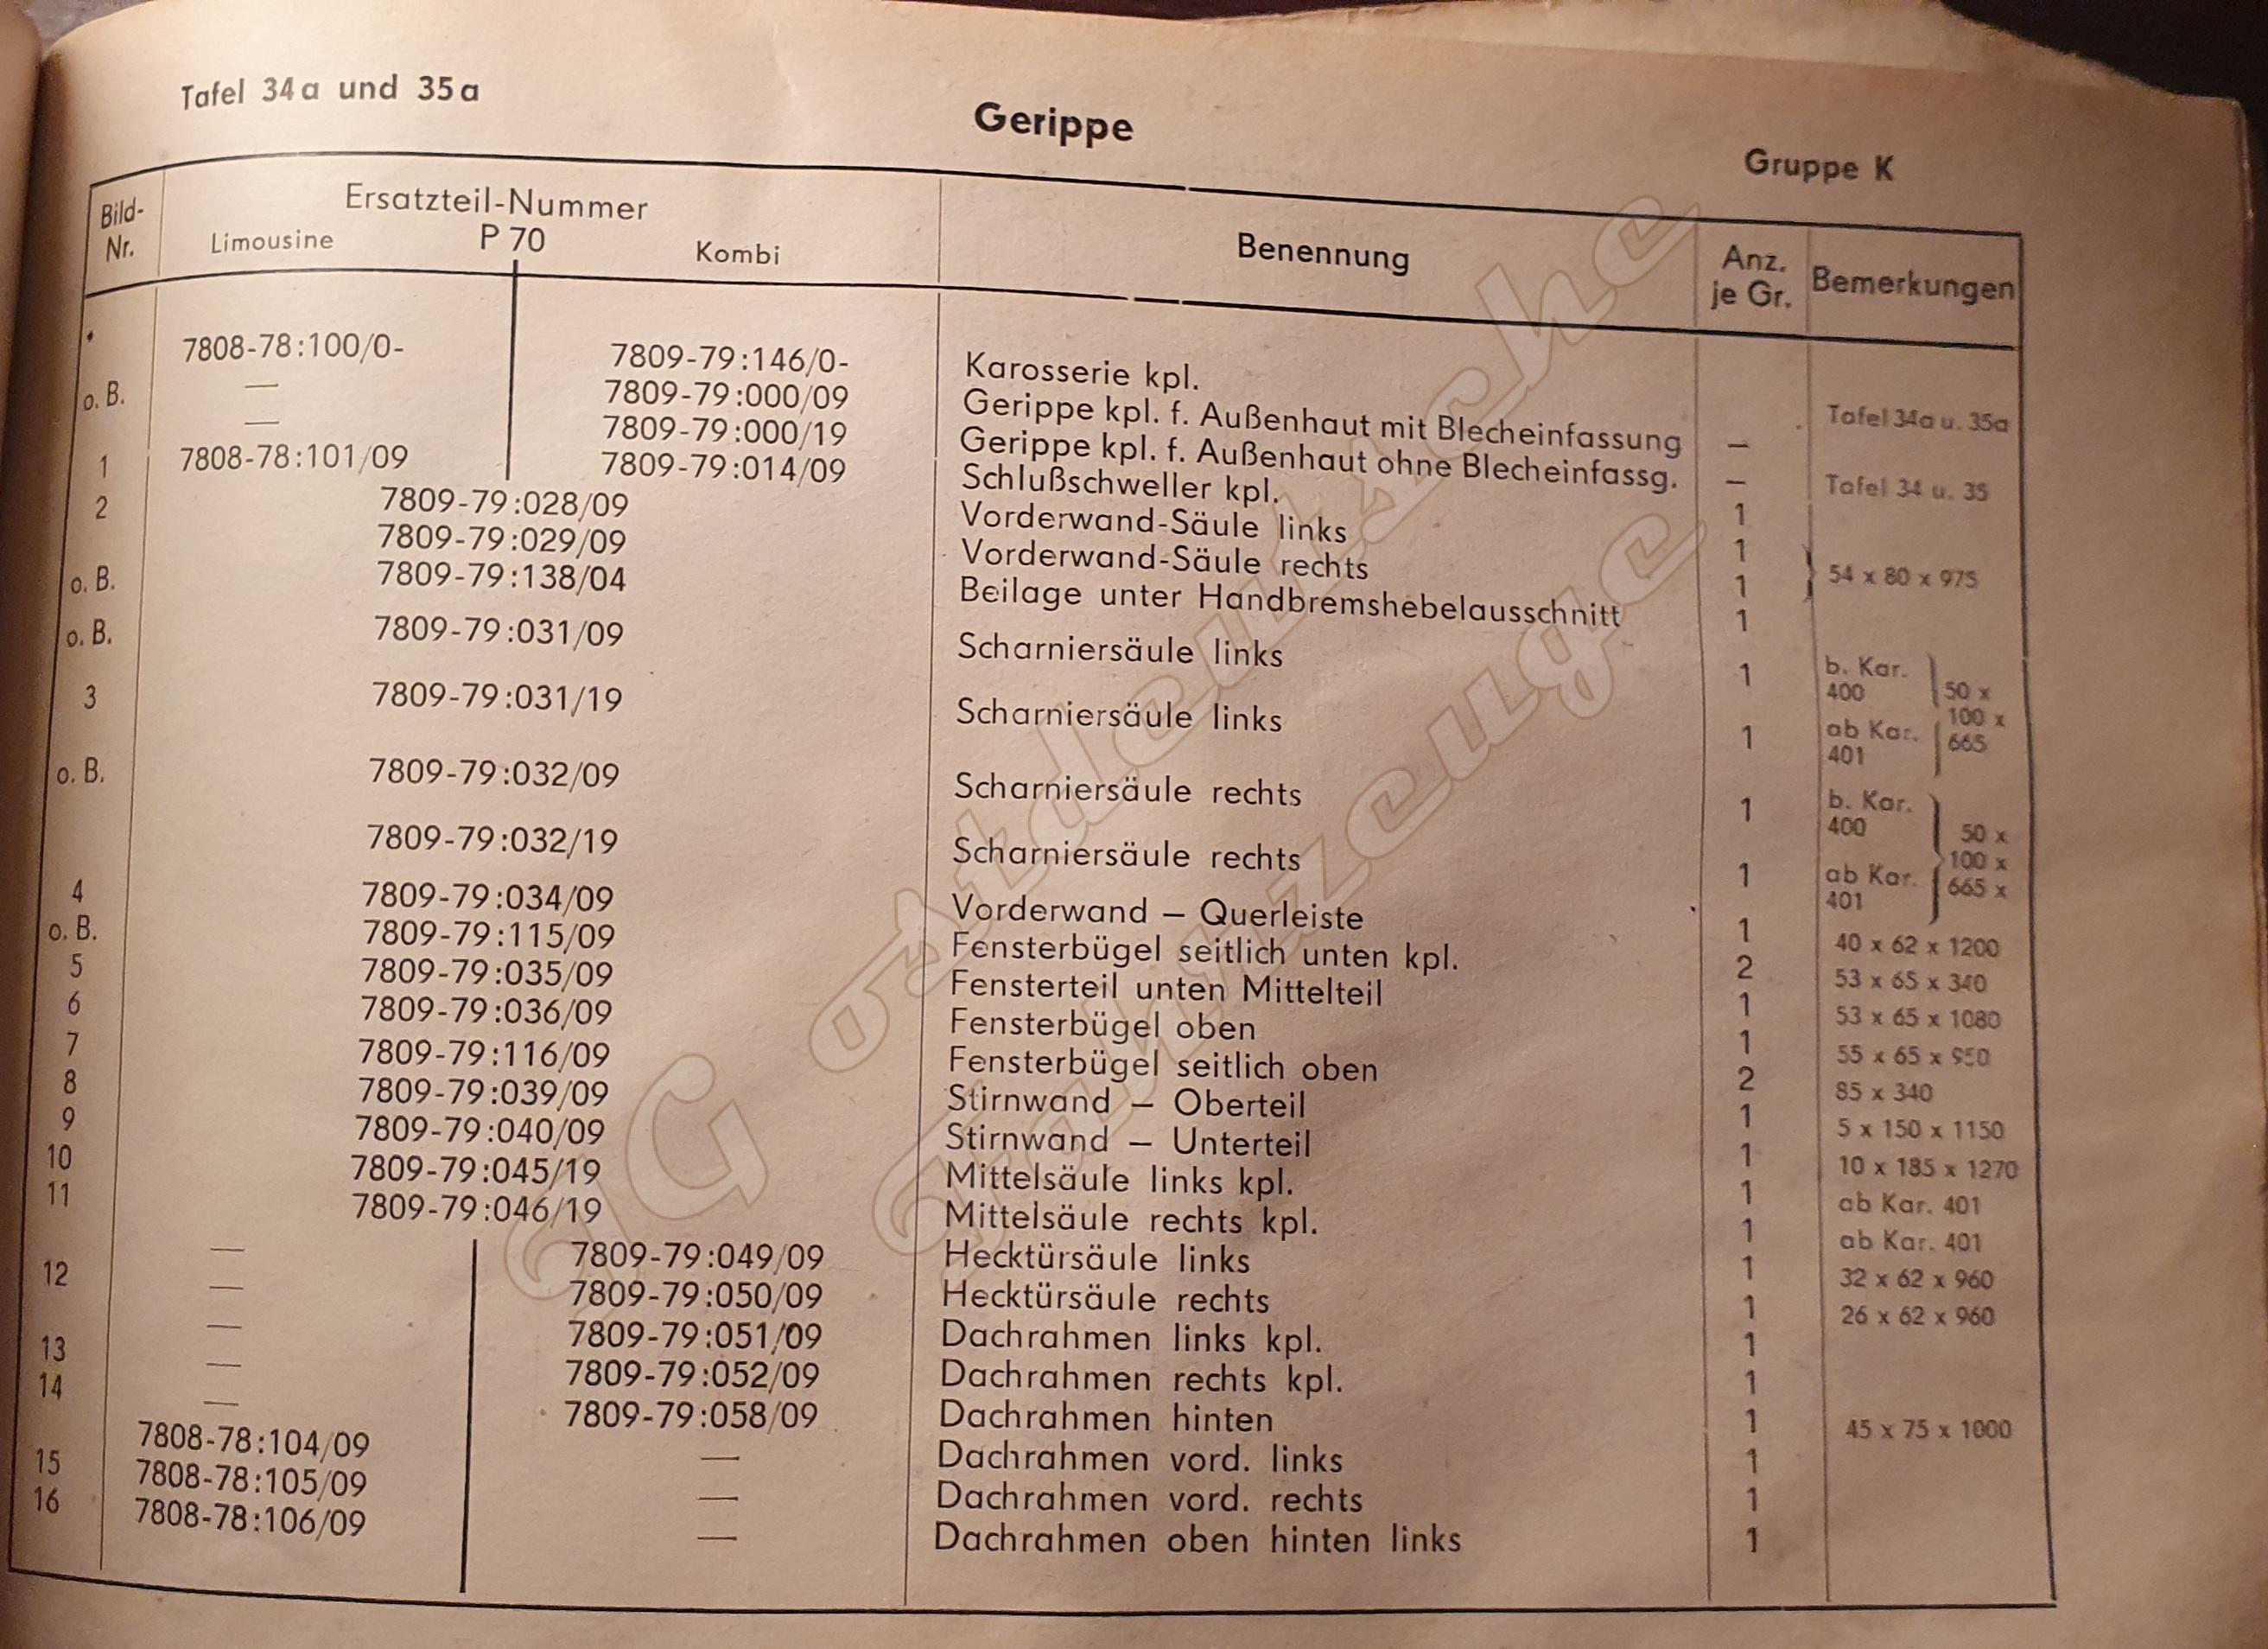 Tafel 34a und 35a
Gerippe
Gruppe K
Bild-Nr. Ersatzteil-Nummer Benennung Anz. je Gr. Bemerkungen
Limousine P 70 Kombi
7808-78:100/0- 7809-79:146/0- Karosserie kpl.
o. B. — 7809-79:000/09 Gerippe kpl. f. Außenhaut mit Blecheinfassung — Tafel 34a u. 35a
— 7809-79:000/19 Gerippe kpl. f. Außenhaut ohne Blecheinfassg. — Tafel 34 u. 35
1 7808-78:101/09 7809-79:014/09 Schlußschweller kpl. 1
2 7809-79:028/09 Vorderwand-Säule links 1
7809-79:029/09 Vorderwand-Säule rechts 1 } 54 x 80 x 975
o. B. 7809-79:138/04 Beilage unter Handbremshebelausschnitt 1
o. B. 7809-79:031/09 Scharniersäule links 1 b. Kar. 400 } 50 x
3 7809-79:031/19 Scharniersäule links 1 ab Kar. 401 { 100 x 665
o. B. 7809-79:032/09 Scharniersäule rechts 1 b. Kar. 400 } 50 x
7809-79:032/19 Scharniersäule rechts 1 ab Kar. 401 100 x 665 x
4 7809-79:034/09 Vorderwand – Querleiste 1 40 x 62 x 1200
o. B. 7809-79:115/09 Fensterbügel seitlich unten kpl. 2 53 x 65 x 340
5 7809-79:035/09 Fensterteil unten Mittelteil 1 53 x 65 x 1080
6 7809-79:036/09 Fensterbügel oben 1 55 x 65 x 950
7 7809-79:116/09 Fensterbügel seitlich oben 2 85 x 340
8 7809-79:039/09 Stirnwand – Oberteil 1 5 x 150 x 1150
9 7809-79:040/09 Stirnwand – Unterteil 1 10 x 185 x 1270
10 7809-79:045/19 Mittelsäule links kpl. 1 ab Kar. 401
11 7809-79:046/19 Mittelsäule rechts kpl. 1 ab Kar. 401
— 7809-79:049/09 Hecktürsäule links 1 32 x 62 x 960
12 — 7809-79:050/09 Hecktürsäule rechts 1 26 x 62 x 960
— 7809-79:051/09 Dachrahmen links kpl. 1
13 — 7809-79:052/09 Dachrahmen rechts kpl. 1
14 — 7809-79:058/09 Dachrahmen hinten 1 45 x 75 x 1000
7808-78:104/09 — Dachrahmen vord. links 1
15 7808-78:105/09 — Dachrahmen vord. rechts 1
16 7808-78:106/09 — Dachrahmen oben hinten links 1
IG ostdeutsche
Fahrzeuge